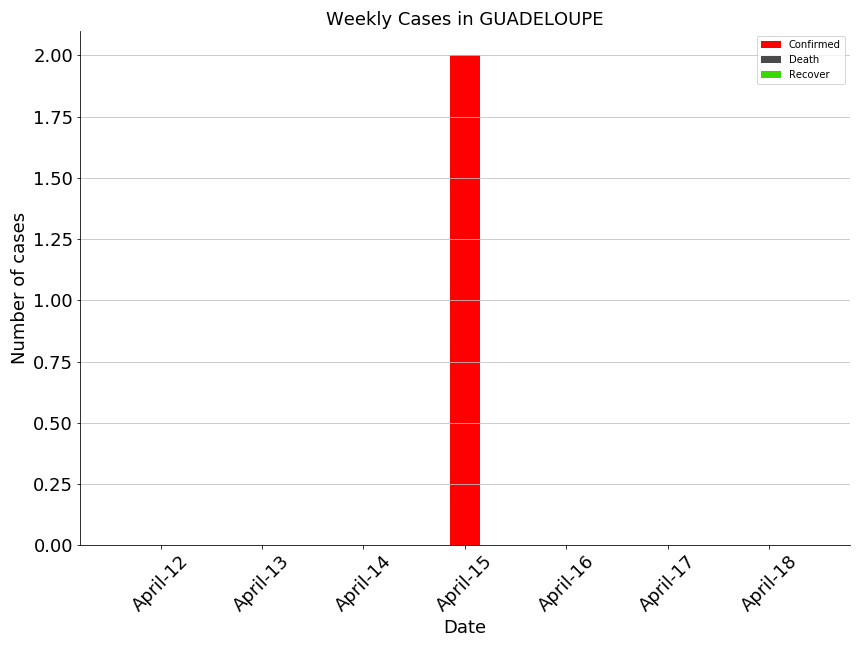 Weekly Cases in GUADELOUPE
Confirmed
Death
Recover
Number of cases
2.00
1.75
1.50
1.25
1.00
0.75
0.50
0.25
0.00
April-12
April-13
April-14
April-15
April-16
April-17
April-18
Date